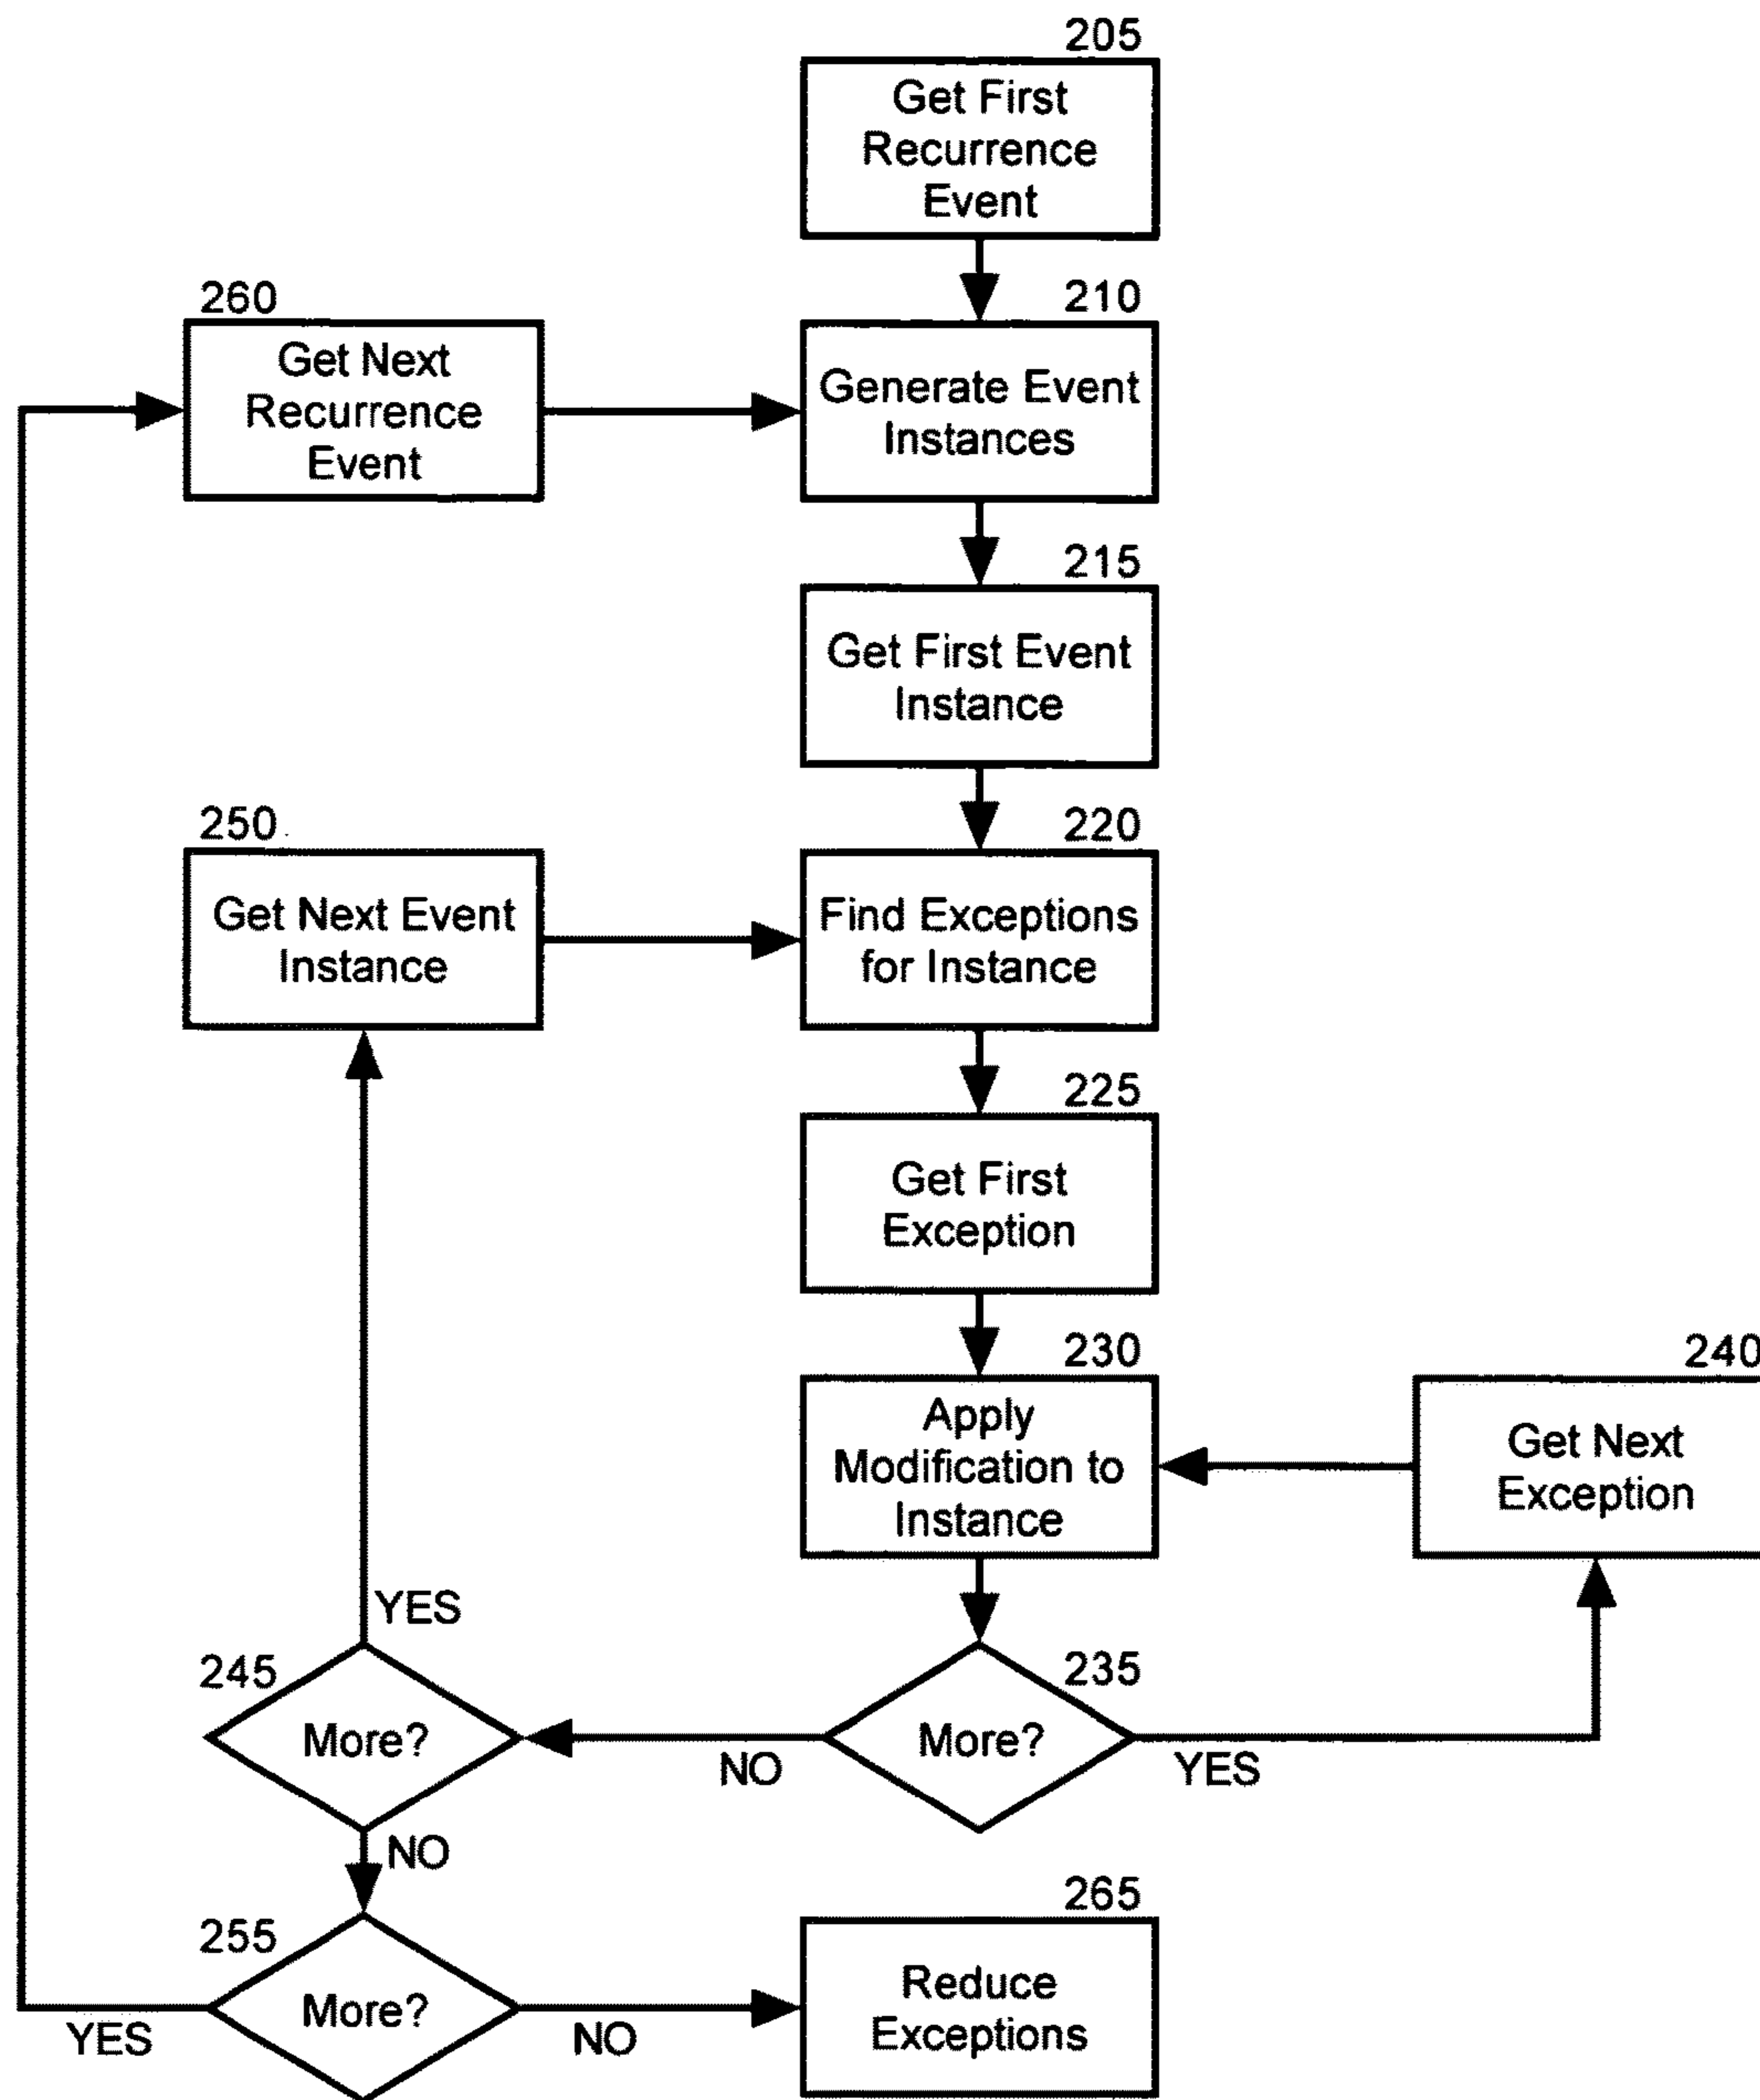 205
Get First
Recurrence
Event
260
Get Next
Recurrence
Event
210
Generate Event
Instances
215
Get First Event
Instance
250
Get Next Event
Instance
220
Find Exceptions
for Instance
225
Get First
Exception
230
Apply
Modification to
Instance
240
Get Next
Exception
YES
245
More?
NO
235
More?
YES
NO
255
More?
YES
NO
265
Reduce
Exceptions